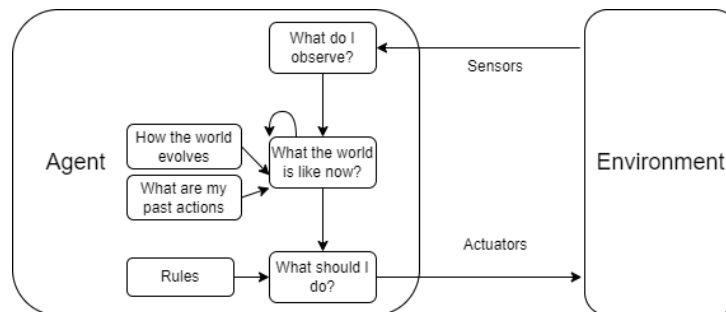 What do I
observe?
Sensors
How the world
evolves
Agent
What the world
is like now?
Environment
What are my
past actions
Actuators
Rules
What should I
do?